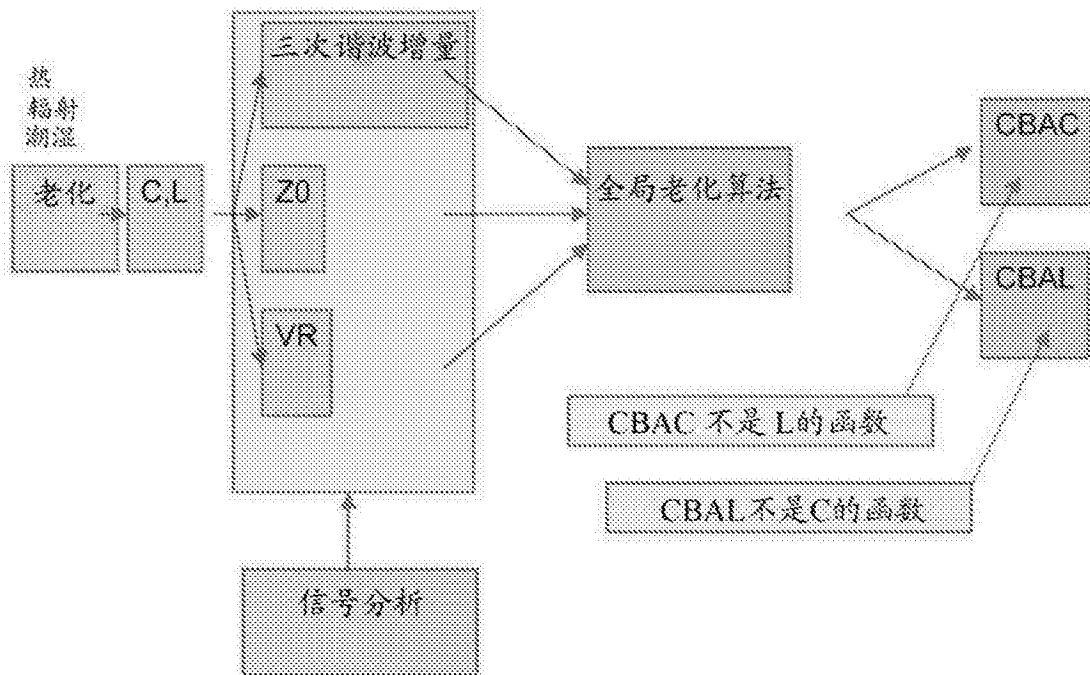 三次谐波增量
热
辐射
潮湿
老化
C,L
Z0
VR
全局老化算法
CBAC
CBAL
CBAC 不是 L的函数
CBAL不是C的函数
信号分析